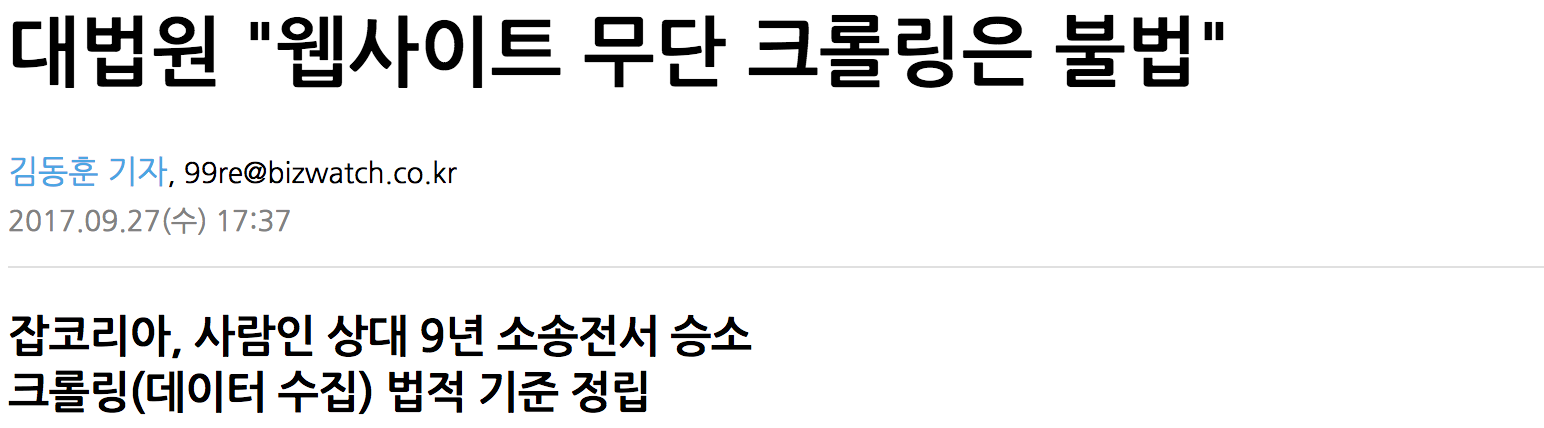 대법원 "웹사이트 무단 크롤링은 불법"
김동훈 기자, 99re@bizwatch.co.kr
2017.09.27(수) 17:37
잡코리아, 사람인 상대 9년 소송전서 승소
크롤링(데이터 수집) 법적 기준 정립